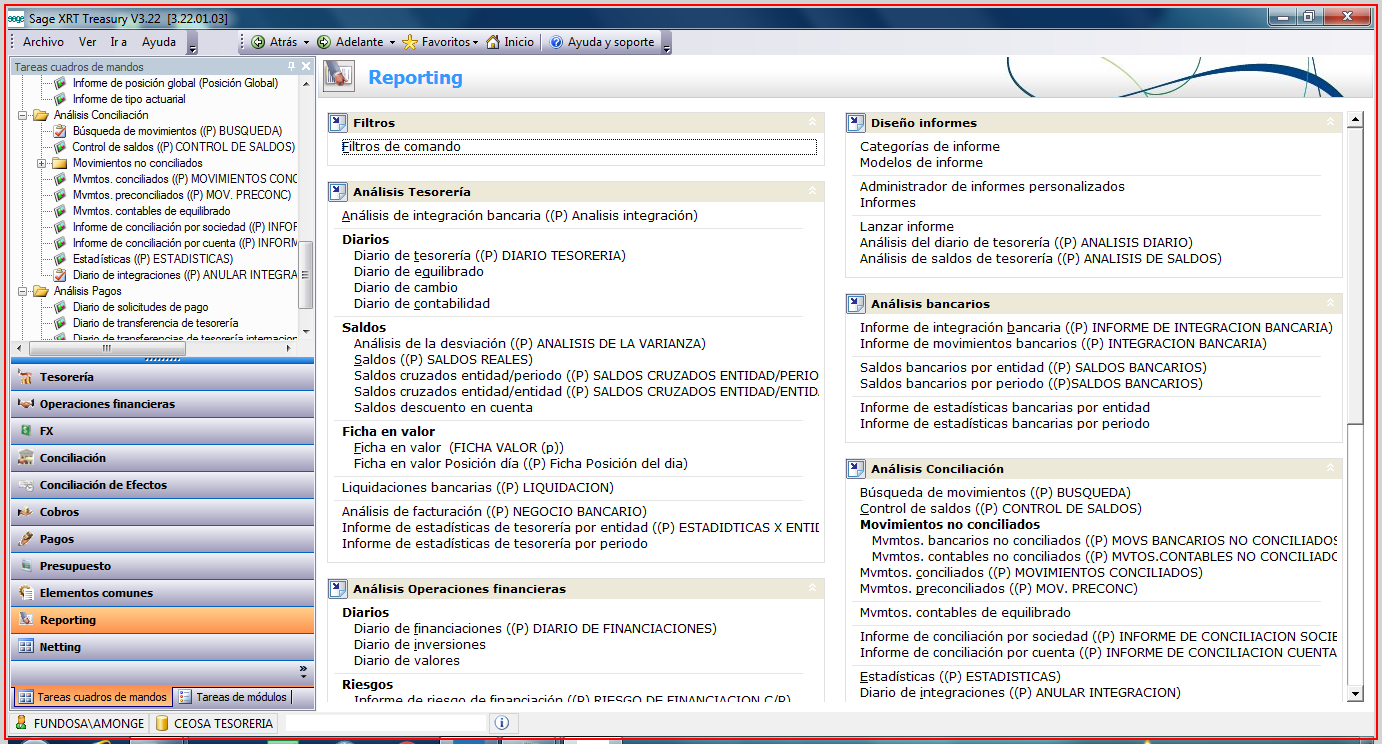 sage Sage XRT Treasury V3.22 [3.22.01.03]
Archivo Ver Ir a Ayuda Atrás Adelante Favoritos Inicio Ayuda y soporte
Tareas cuadros de mandos
Informe de posición global (Posición Global)
Informe de tipo actuarial
Análisis Conciliación
Búsqueda de movimientos ((P) BUSQUEDA)
Control de saldos ((P) CONTROL DE SALDOS)
Movimientos no conciliados
Mvmtos. conciliados ((P) MOVIMIENTOS CONC
Mvmtos. preconciliados ((P) MOV. PRECONC)
Mvmtos. contables de equilibrado
Informe de conciliación por sociedad ((P) INFO
Informe de conciliación por cuenta ((P) INFORM
Estadísticas ((P) ESTADISTICAS)
Diario de integraciones ((P) ANULAR INTEGRA
Análisis Pagos
Diario de solicitudes de pago
Diario de transferencia de tesorería
Diario de transferencias de tesorería internacion
Tesorería
Operaciones financieras
FX
Conciliación
Conciliación de Efectos
Cobros
Pagos
Presupuesto
Elementos comunes
Reporting
Netting
»
Tareas cuadros de mandos Tareas de módulos
Reporting
Filtros
Filtros de comando
Análisis Tesorería
Análisis de integración bancaria ((P) Analisis integración)
Diarios
Diario de tesorería ((P) DIARIO TESORERIA)
Diario de equilibrado
Diario de cambio
Diario de contabilidad
Saldos
Análisis de la desviación ((P) ANALISIS DE LA VARIANZA)
Saldos ((P) SALDOS REALES)
Saldos cruzados entidad/periodo ((P) SALDOS CRUZADOS ENTIDAD/PERIO
Saldos cruzados entidad/entidad ((P) SALDOS CRUZADOS ENTIDAD/ENTID
Saldos descuento en cuenta
Ficha en valor
Ficha en valor (FICHA VALOR (p))
Ficha en valor Posición día ((P) Ficha Posición del dia)
Liquidaciones bancarias ((P) LIQUIDACION)
Análisis de facturación ((P) NEGOCIO BANCARIO)
Informe de estadísticas de tesorería por entidad ((P) ESTADIDTICAS X ENTI
Informe de estadísticas de tesorería por periodo
Análisis Operaciones financieras
Diarios
Diario de financiaciones ((P) DIARIO DE FINANCIACIONES)
Diario de inversiones
Diario de valores
Riesgos
Informe de riesgo de financiación ((P) RIESGO DE FINANCIACION C/P)
Diseño informes
Categorías de informe
Modelos de informe
Administrador de informes personalizados
Informes
Lanzar informe
Análisis del diario de tesorería ((P) ANALISIS DIARIO)
Análisis de saldos de tesorería ((P) ANALISIS DE SALDOS)
Análisis bancarios
Informe de integración bancaria ((P) INFORME DE INTEGRACION BANCARIA)
Informe de movimientos bancarios ((P) INTEGRACION BANCARIA)
Saldos bancarios por entidad ((P) SALDOS BANCARIOS)
Saldos bancarios por periodo ((P)SALDOS BANCARIOS)
Informe de estadísticas bancarias por entidad
Informe de estadísticas bancarias por periodo
Análisis Conciliación
Búsqueda de movimientos ((P) BUSQUEDA)
Control de saldos ((P) CONTROL DE SALDOS)
Movimientos no conciliados
Mvmtos. bancarios no conciliados ((P) MOVS BANCARIOS NO CONCILIADOS
Mvmtos. contables no conciliados ((P) MVTOS.CONTABLES NO CONCILIADC
Mvmtos. conciliados ((P) MOVIMIENTOS CONCILIADOS)
Mvmtos. preconciliados ((P) MOV. PRECONC)
Mvmtos. contables de equilibrado
Informe de conciliación por sociedad ((P) INFORME DE CONCILIACION SOCIE
Informe de conciliación por cuenta ((P) INFORME DE CONCILIACION CUENTA
Estadísticas ((P) ESTADISTICAS)
Diario de integraciones ((P) ANULAR INTEGRACION)
FUNDOSA\AMONGE CEOSA TESORERIA